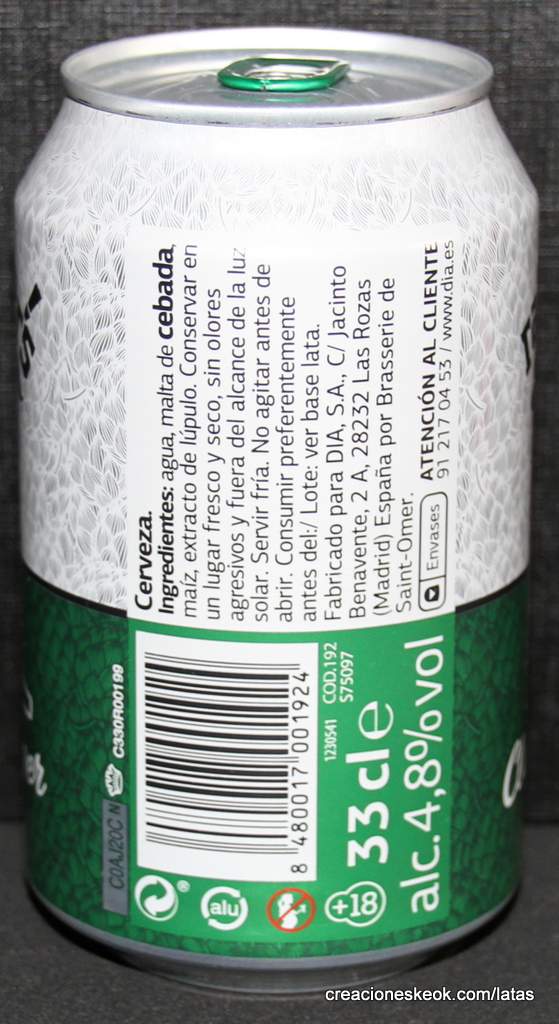 Cerveza.
Ingredientes: agua, malta de cebada,
maíz, extracto de lúpulo. Conservar en
un lugar fresco y seco, sin olores
agresivos y fuera del alcance de la luz
solar. Servir fría. No agitar antes de
abrir. Consumir preferentemente
antes del:/ Lote: ver base lata.
Fabricado para DIA, S.A., C/ Jacinto
Benavente, 2 A, 28232 Las Rozas
(Madrid) España por Brasserie de
Saint-Omer.
Envases
ATENCIÓN AL CLIENTE
91 217 04 53 / www.dia.es
C0AJ20C N
C330R00199
8 480017 001924
1230541
COD.192
575097
33 cl e
alc.4,8%vol
®
alu
+18
creacioneskeok.com/latas